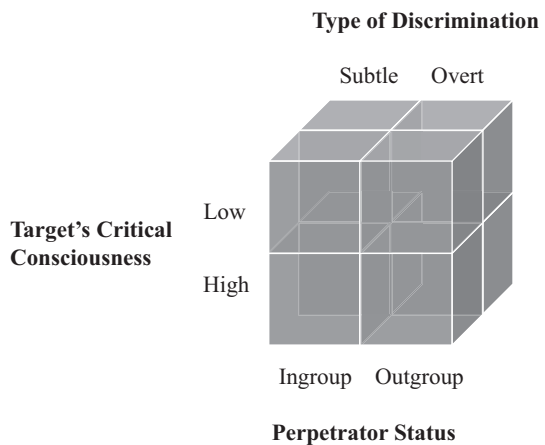 Type of Discrimination
Subtle Overt
Low
Target’s Critical
Consciousness
High
Ingroup Outgroup
Perpetrator Status